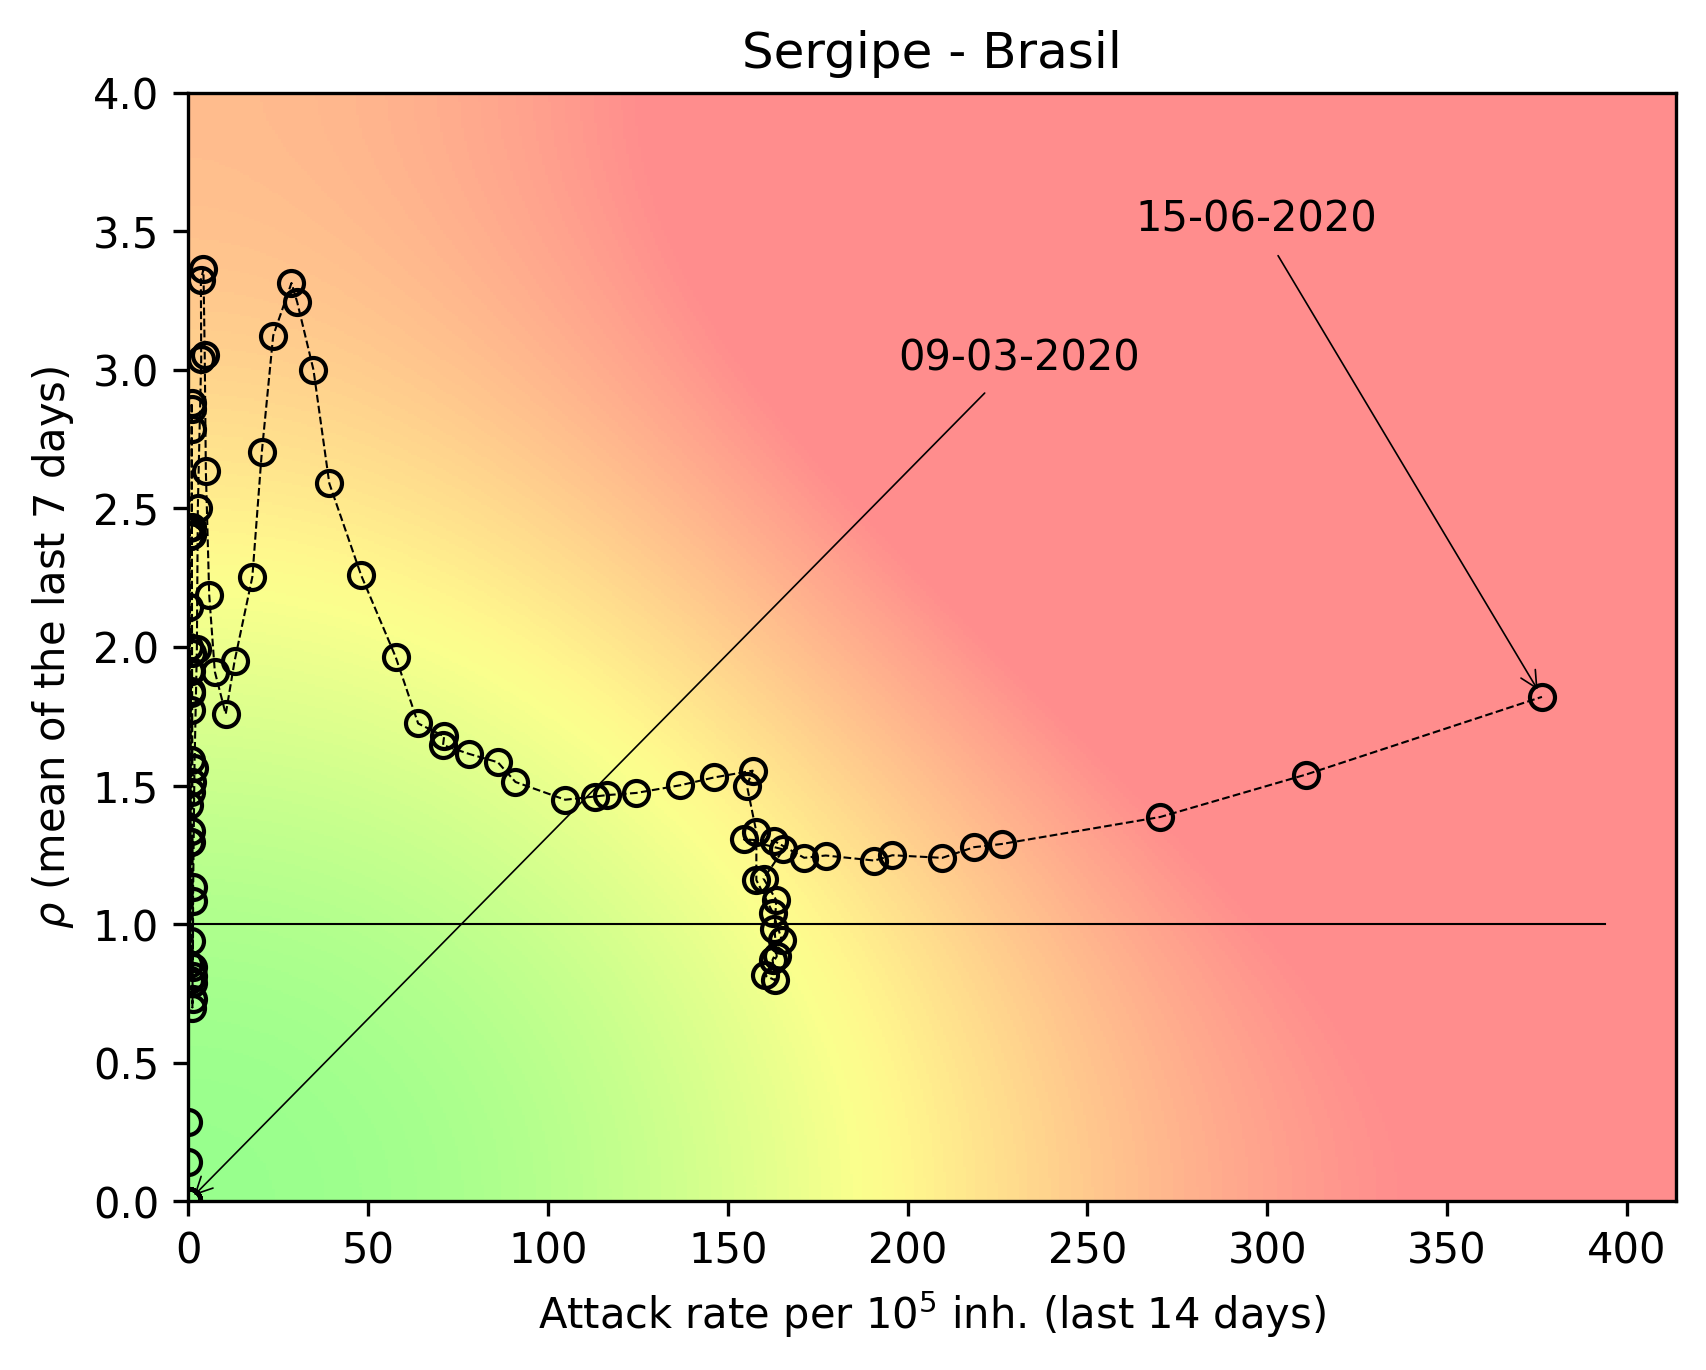 Sergipe - Brasil
4.0
3.5
3.0
2.5
2.0
1.5
1.0
0.5
0.0
ρ (mean of the last 7 days)
15-06-2020
09-03-2020
0 50 100 150 200 250 300 350 400
Attack rate per 10⁵ inh. (last 14 days)